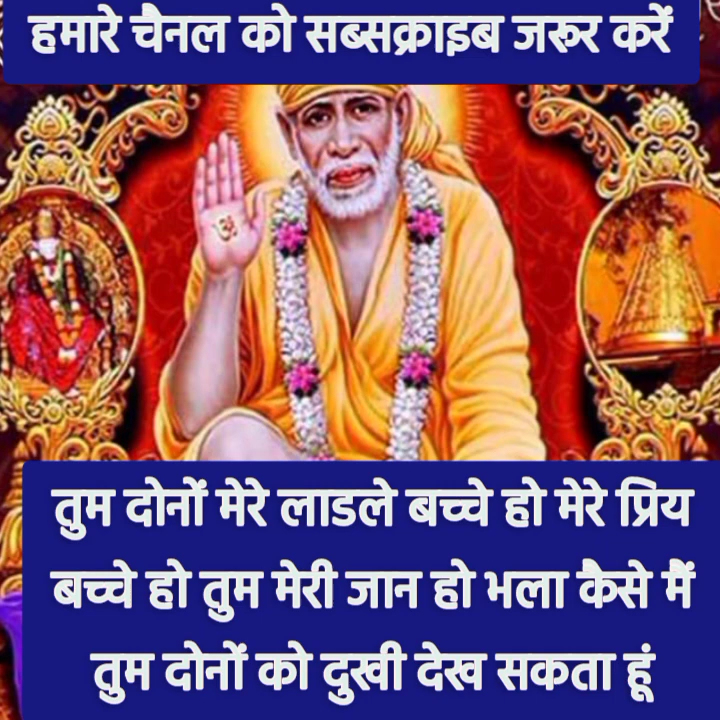 हमारे चैनल को सब्सक्राइब जरूर करें
ॐ
तुम दोनों मेरे लाडले बच्चे हो मेरे प्रिय
बच्चे हो तुम मेरी जान हो भला कैसे मैं
तुम दोनों को दुखी देख सकता हूं